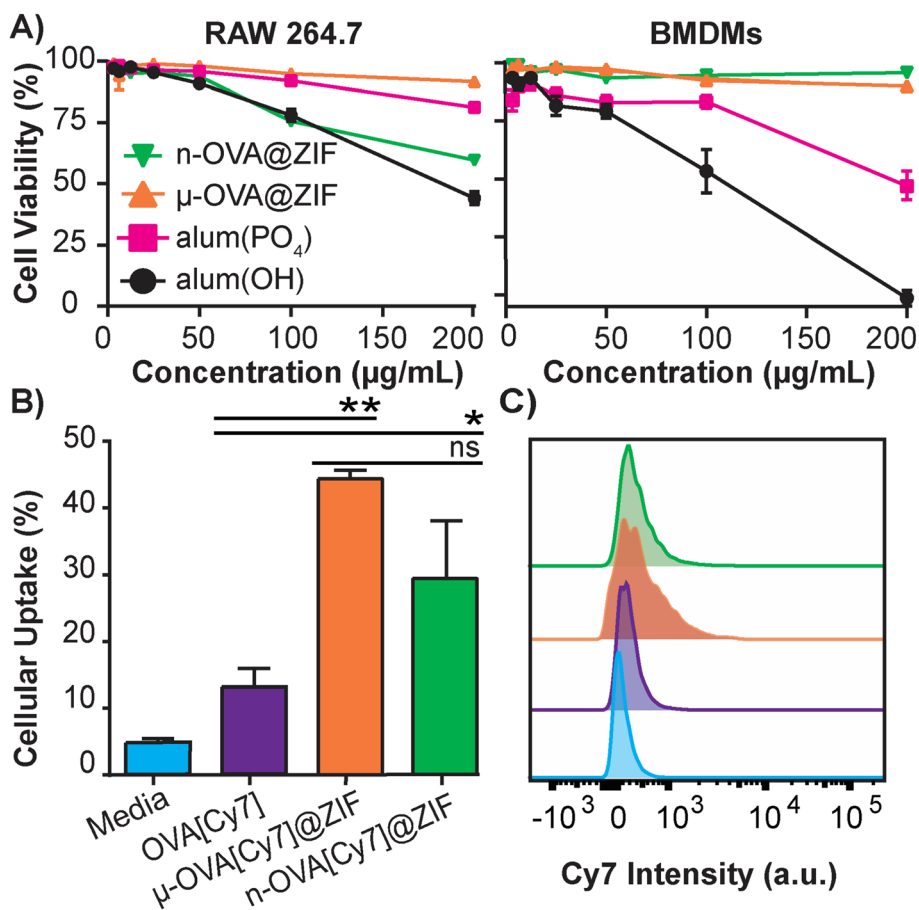 A)
RAW 264.7
BMDMs
Cell Viability (%)
100
75
50
25
0
n-OVA@ZIF
μ-OVA@ZIF
alum(PO4)
alum(OH)
0 50 100 150 200
0 50 100 150 200
Concentration (μg/mL)
Concentration (μg/mL)
B)
** 
*
ns
Cellular Uptake (%)
50
40
30
20
10
0
Media
OVA[Cy7]
μ-OVA[Cy7]@ZIF
n-OVA[Cy7]@ZIF
C)
-10³ 0 10³ 10⁴ 10⁵
Cy7 Intensity (a.u.)